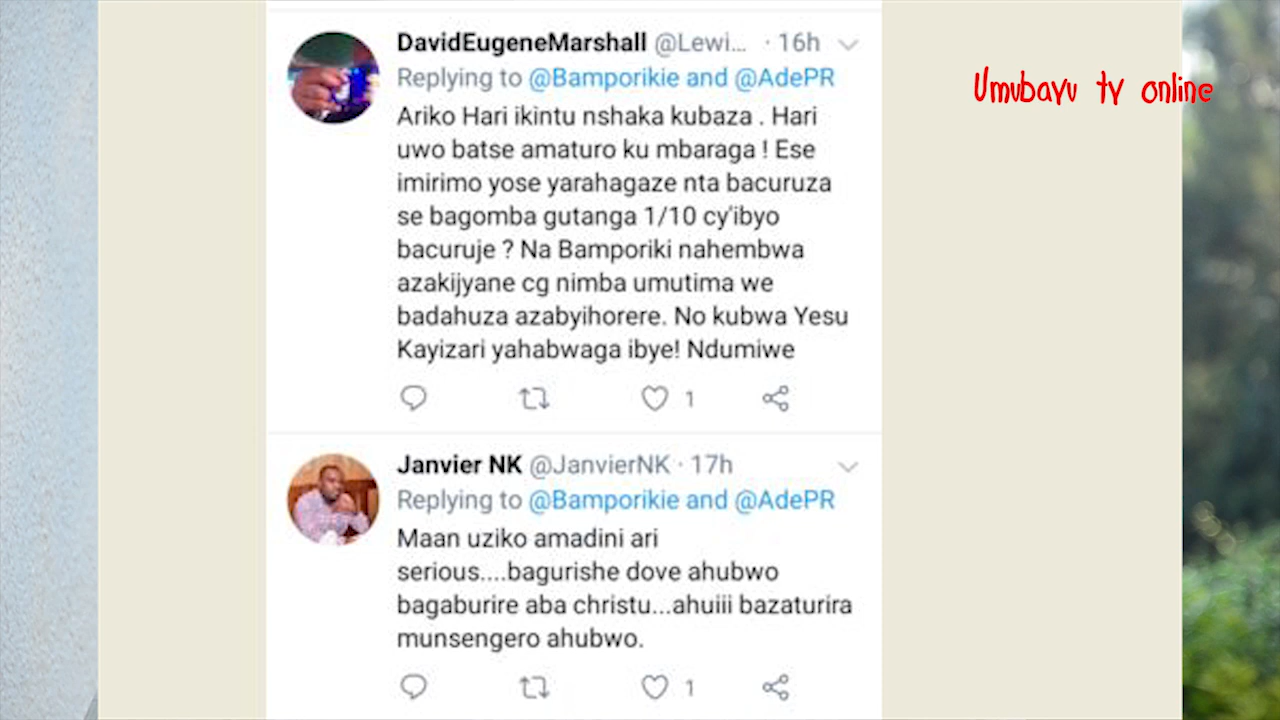 DavidEugeneMarshall @Lewi... · 16h
Replying to @Bamporikie and @AdePR
Ariko Hari ikintu nshaka kubaza . Hari
uwo batse amaturo ku mbaraga ! Ese
imirimo yose yarahagaze nta bacuruza
se bagomba gutanga 1/10 cy'ibyo
bacuruje ? Na Bamporiki nahembwa
azakijyane cg nimba umutima we
badahuza azabyihorere. No kubwa Yesu
Kayizari yahabwaga ibye! Ndumiwe
1
Janvier NK @JanvierNK · 17h
Replying to @Bamporikie and @AdePR
Maan uziko amadini ari
serious....bagurishe dove ahubwo
bagaburire aba christu...ahuiii bazaturira
munsengero ahubwo.
1
Umubavu tv online